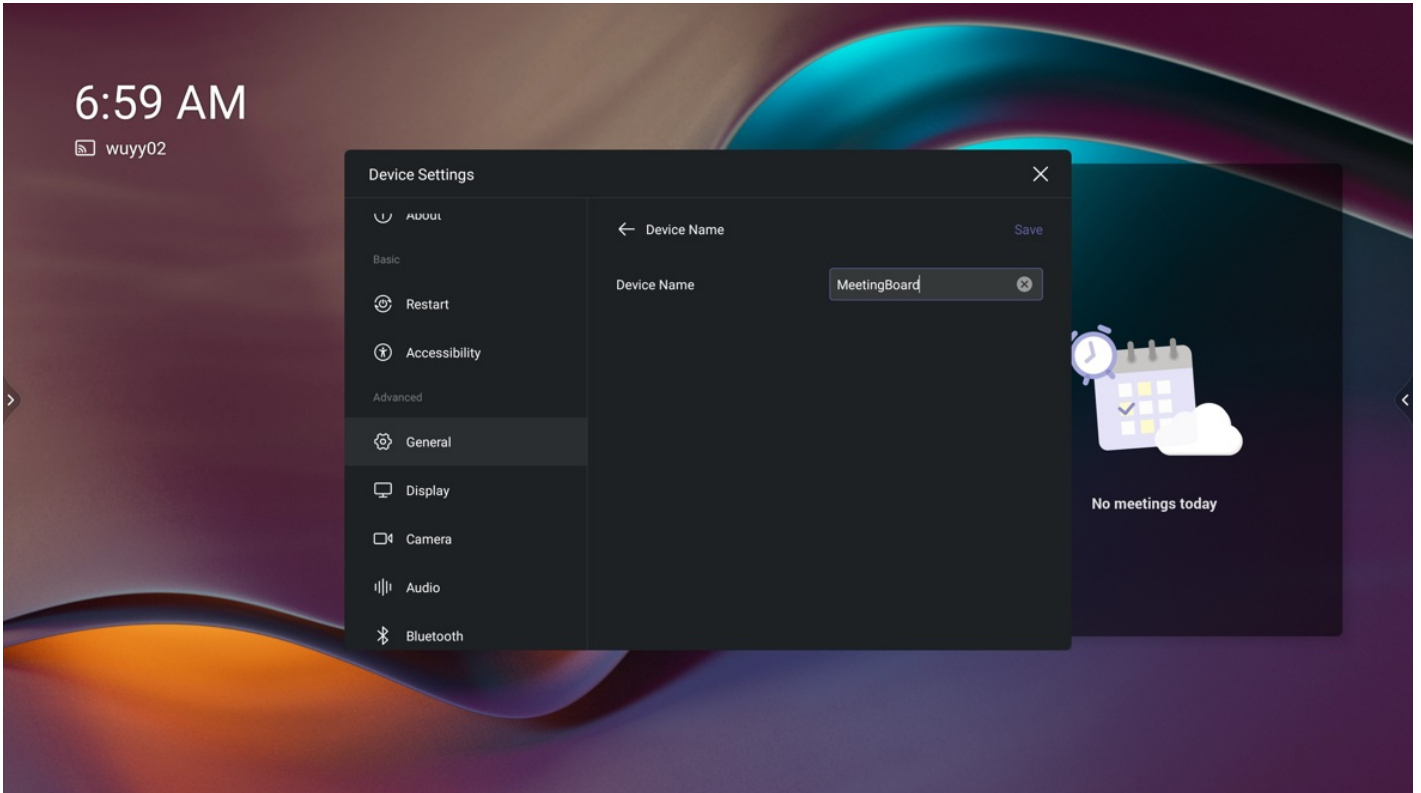 6:59 AM
wuyy02
Device Settings
About
Basic
Restart
Accessibility
Advanced
General
Display
Camera
Audio
Bluetooth
Device Name
Save
Device Name
MeetingBoard
No meetings today